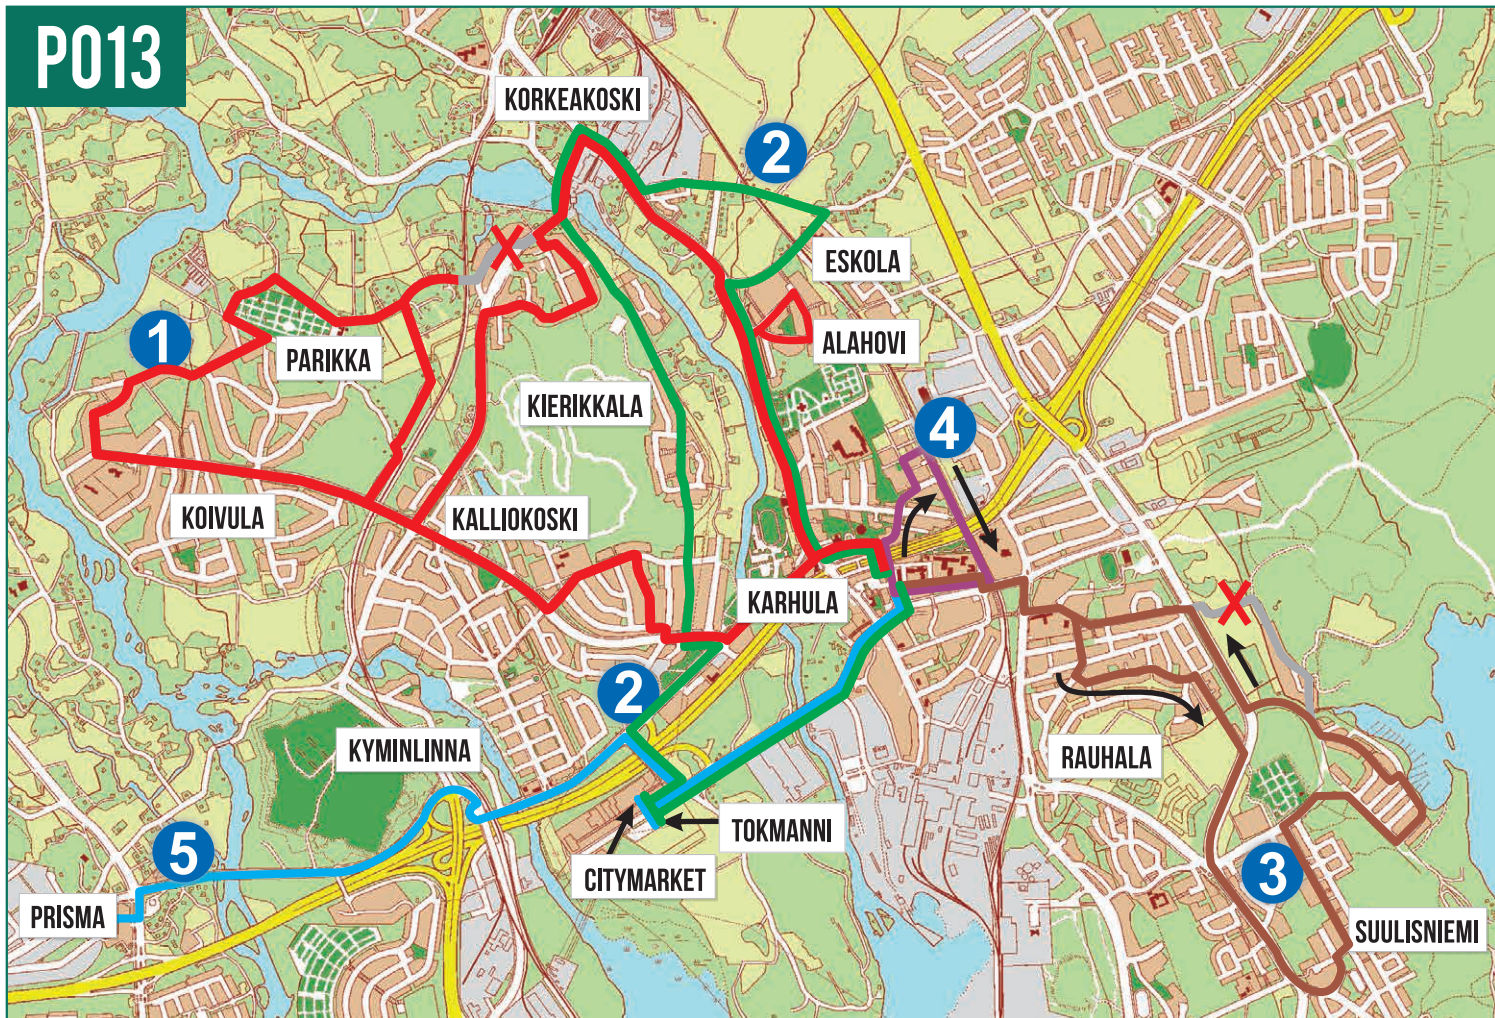 P013
KORKEAKOSKI
2
ESKOLA
1
PARIKKA
ALAHOVI
KIERIKKALA
4
KOIVULA
KALLIOKOSKI
KARHULA
2
KYMINLINNA
RAUHALA
TOKMANNI
5
CITYMARKET
3
PRISMA
SUULISNIEMI